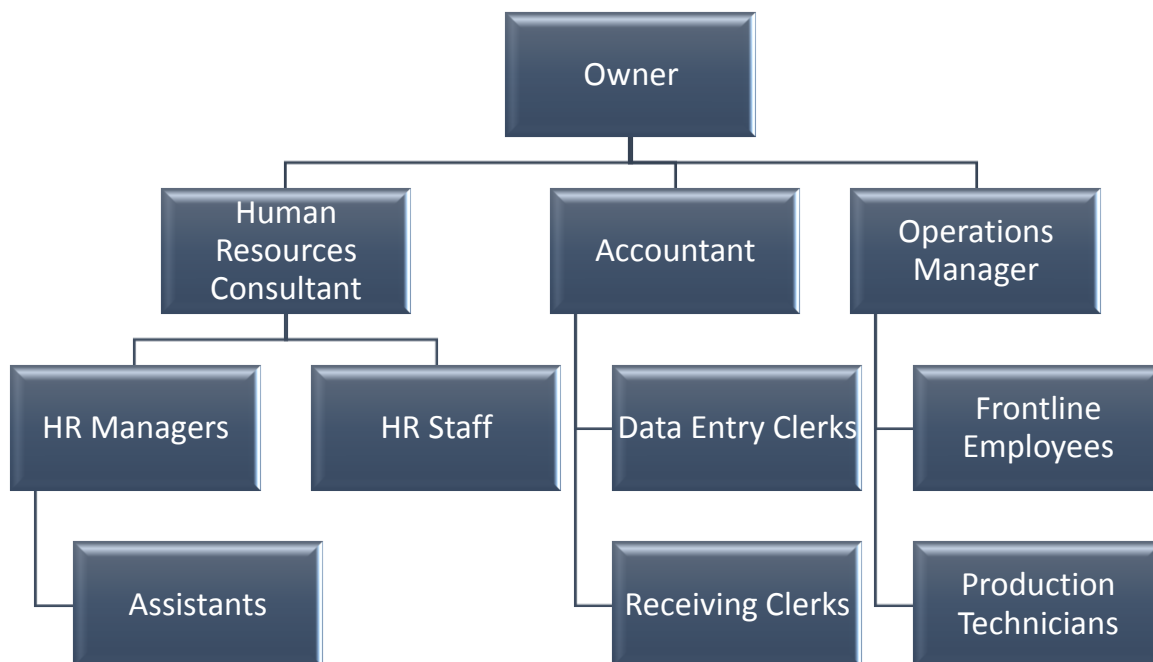 Owner
Human
Resources
Consultant
Accountant
Operations
Manager
HR Managers
HR Staff
Data Entry Clerks
Frontline
Employees
Assistants
Receiving Clerks
Production
Technicians